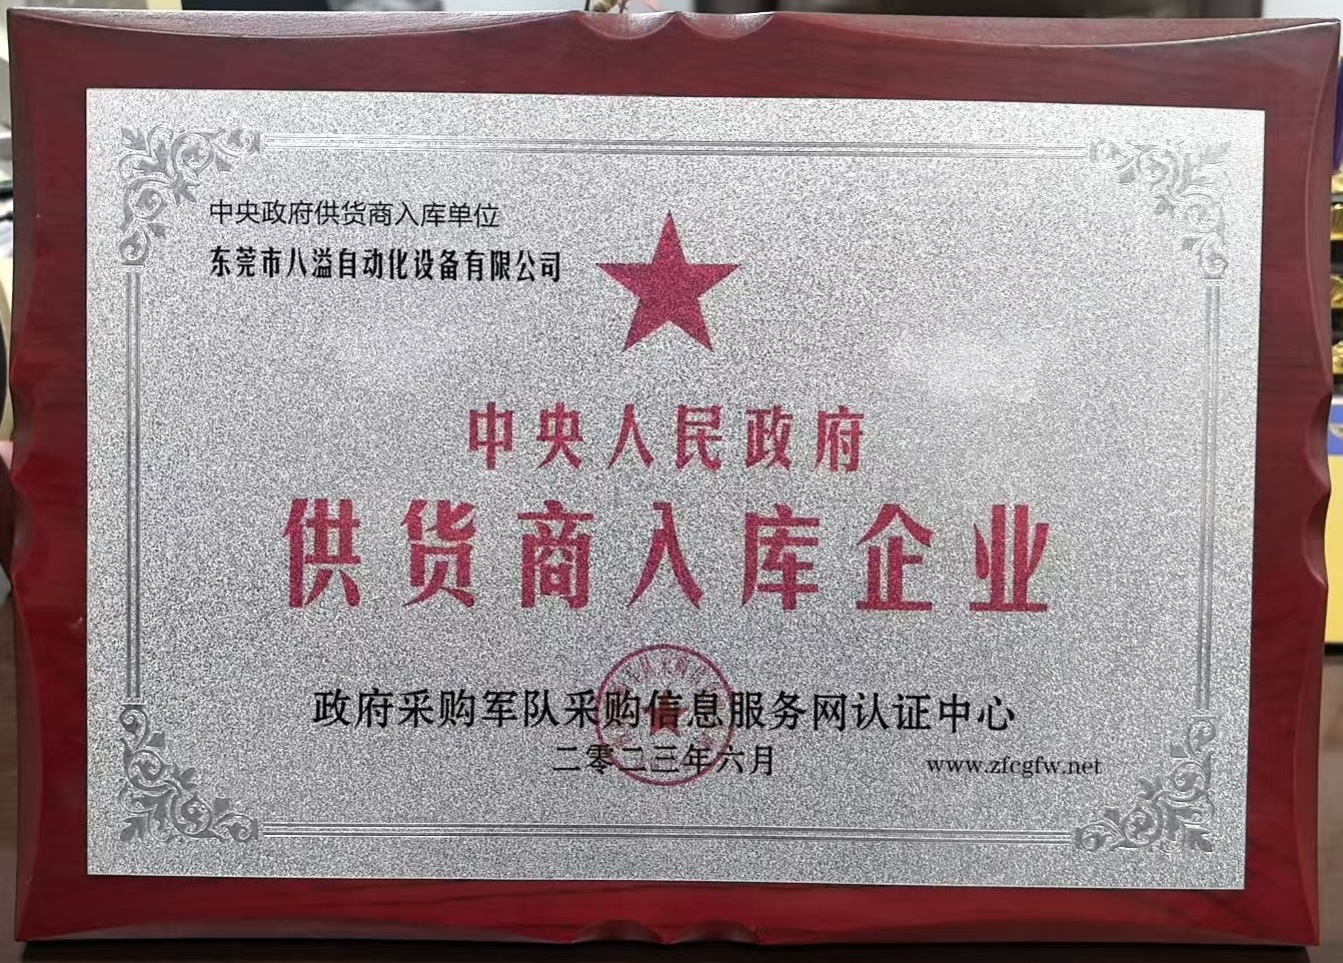 中央政府供货商入库单位
东莞市八溢自动化设备有限公司
中央人民政府
供货商入库企业
政府采购军队采购信息服务网认证中心
二零二三年六月
www.zfcgfw.net